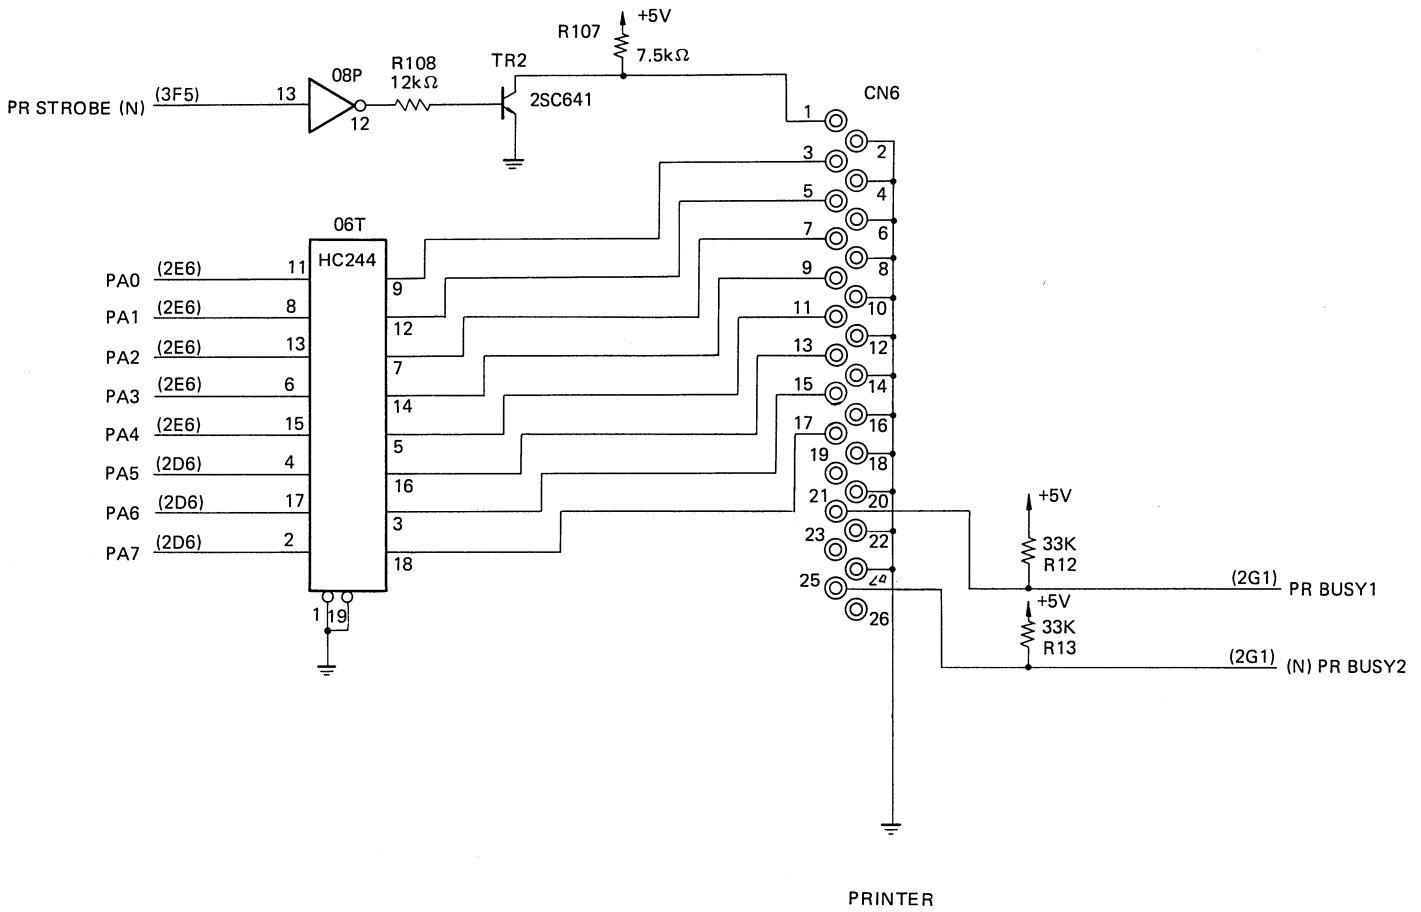 +5V
R107
7.5kΩ
TR2
R108
12kΩ
08P
2SC641
PR STROBE (N)
(3F5)
13
12
CN6
1
2
3
4
5
6
7
8
9
10
11
12
13
14
15
16
17
18
19
20
21
22
23
24
25
26
06T
HC244
PA0 (2E6) 11 9
PA1 (2E6) 8 12
PA2 (2E6) 13 7
PA3 (2E6) 6 14
PA4 (2E6) 15 5
PA5 (2D6) 4 16
PA6 (2D6) 17 3
PA7 (2D6) 2 18
1 19
+5V
33K
R12
(2G1) PR BUSY1
+5V
33K
R13
(2G1) (N) PR BUSY2
PRINTER